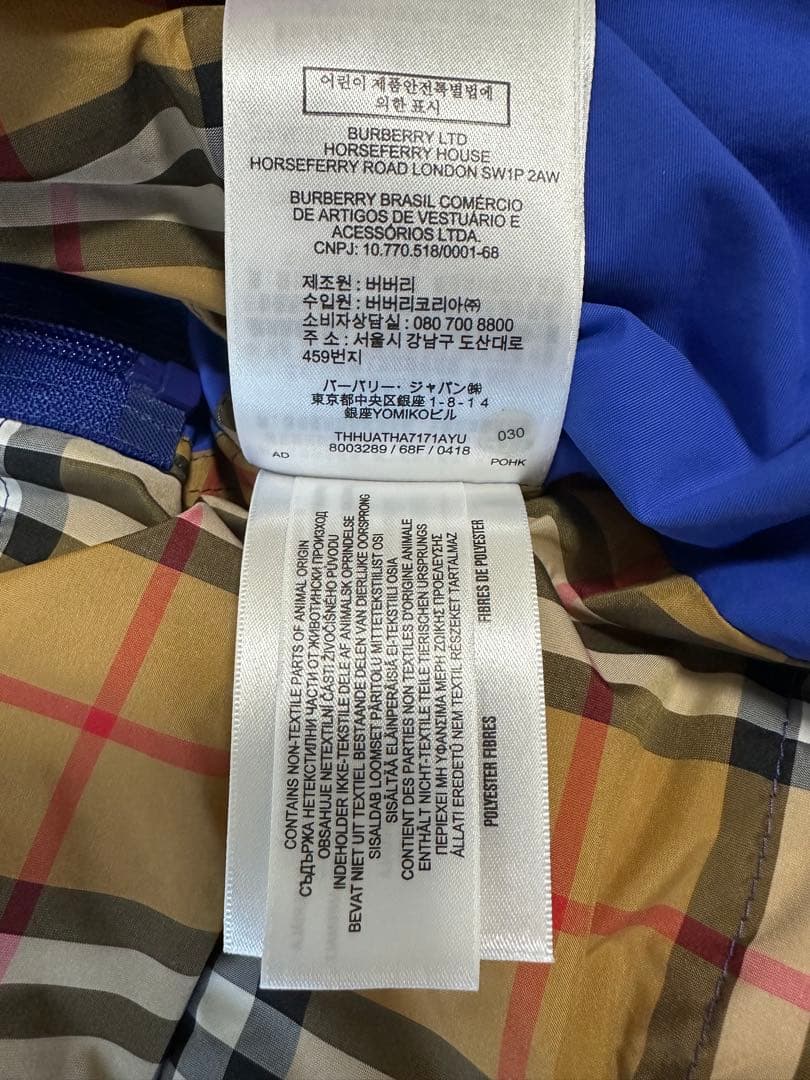 어린이 제품안전특별법에
의한 표시
BURBERRY LTD
HORSEFERRY HOUSE
HORSEFERRY ROAD LONDON SW1P 2AW
BURBERRY BRASIL COMÉRCIO
DE ARTIGOS DE VESTUÁRIO E
ACESSÓRIOS LTDA.
CNPJ: 10.770.518/0001-68
제조원 : 버버리
수입원 : 버버리코리아㈜
소비자상담실 : 080 700 8800
주 소 : 서울시 강남구 도산대로
459번지
バーバリー・ジャパン㈱
東京都中央区銀座1-8-14
銀座YOMIKOビル
THHUATHA7171AYU
030
AD
8003289 / 68F / 0418
POHK
CONTAINS NON-TEXTILE PARTS OF ANIMAL ORIGIN
СЪДЪРЖА НЕТЕКСТИЛНИ ЧАСТИ ОТ ЖИВОТИНСКИ ПРОИЗХОД
OBSAHUJE NETEXTILNÍ ČÁSTI ŽIVOČIŠNÉHO PŮVODU
INDEHOLDER IKKE-TEKSTILE DELE AF ANIMALSK OPRINDELSE
BEVAT NIET UIT TEXTIEL BESTAANDE DELEN VAN DIERLIJKE OORSPRONG
SISALDAB LOOMSET PÄRITOLU MITTETEKSTIILIST OSI
SISÄLTÄÄ ELÄINPERÄISIÄ EI-TEKSTIILI OSIA
CONTIENT DES PARTIES NON TEXTILES D'ORIGINE ANIMALE
ENTHÄLT NICHT-TEXTILE TEILE TIERISCHEN URSPRUNGS
ΠΕΡΙΕΧΕΙ ΜΗ ΥΦΑΝΣΙΜΑ ΜΕΡΗ ΖΩΙΚΗΣ ΠΡΟΕΛΕΥΣΗΣ
ÁLLATI EREDETŰ NEM TEXTIL RÉSZEKET TARTALMAZ
POLYESTER FIBRES
FIBRES DE POLYESTER